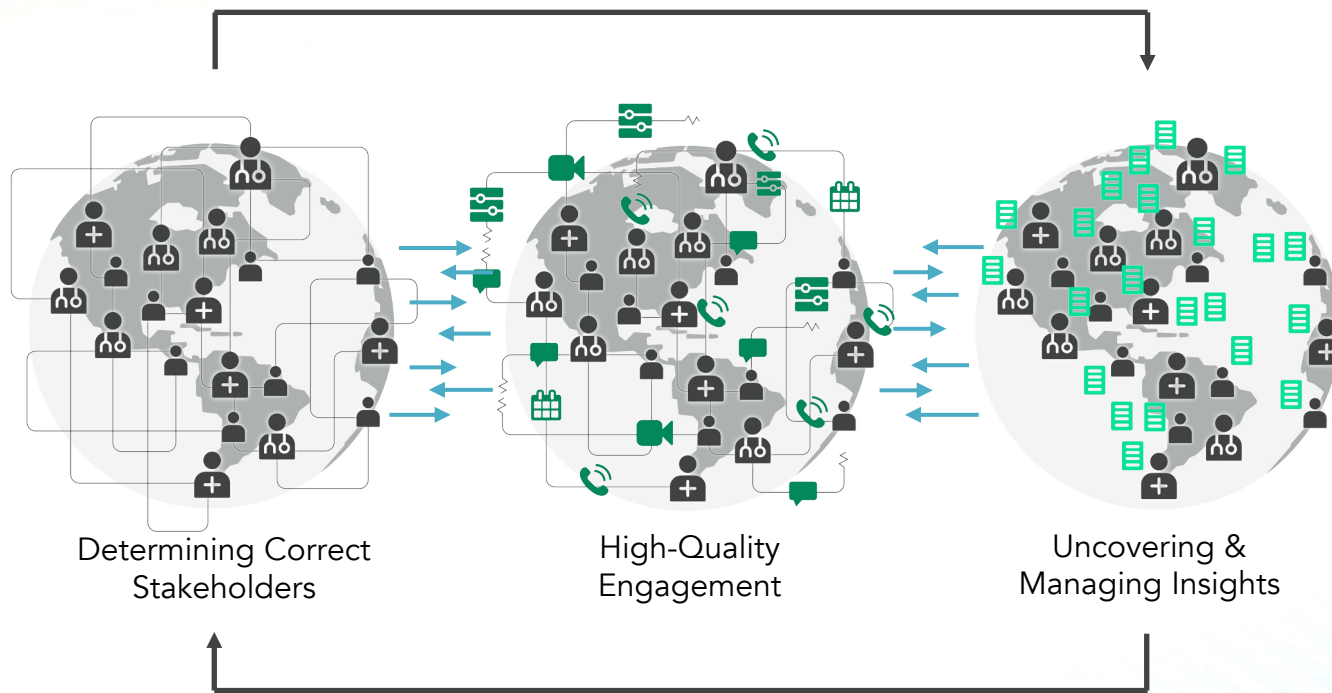 Determining Correct
Stakeholders
High-Quality
Engagement
Uncovering &
Managing Insights